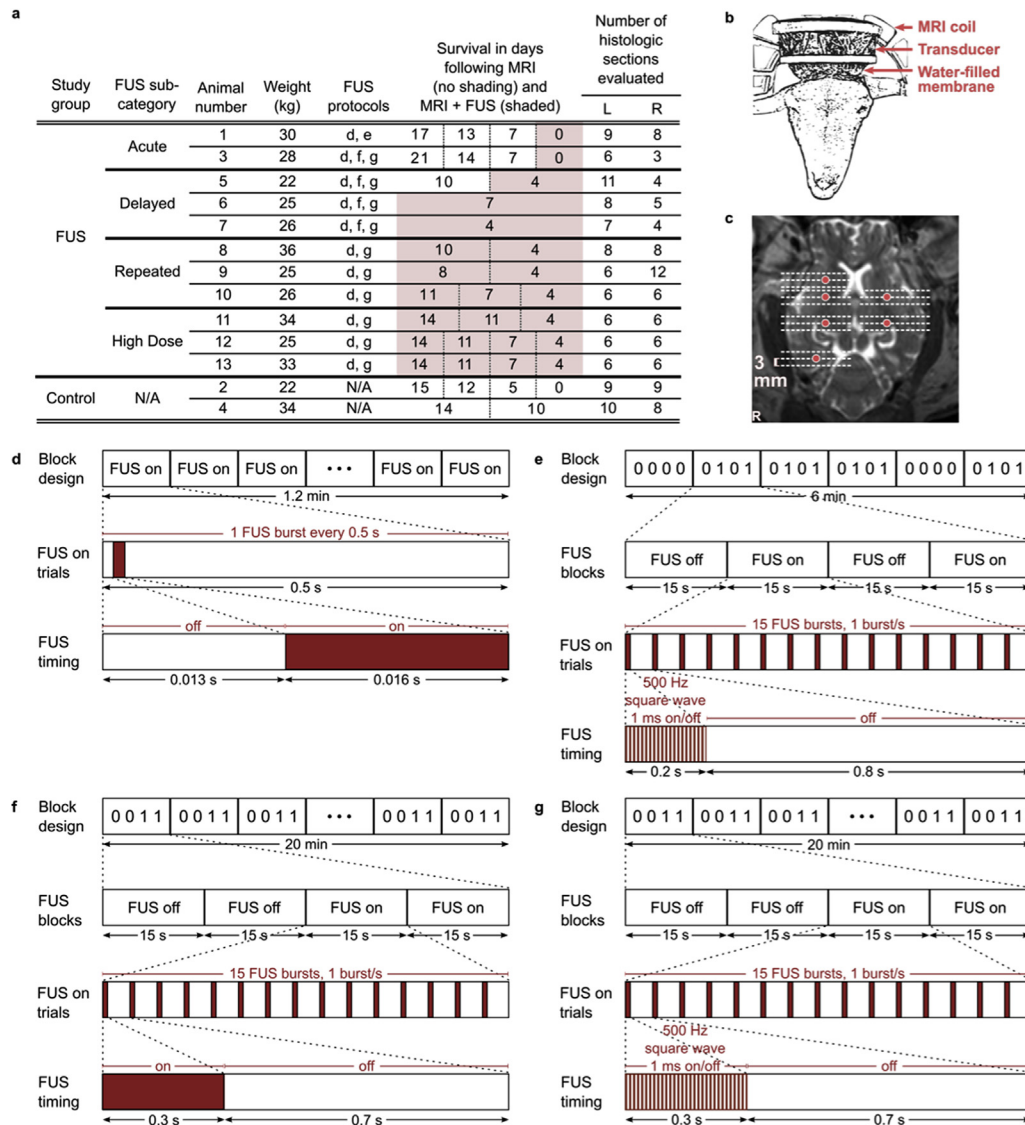 a
Study group
FUS sub-category
Animal number
Weight (kg)
FUS protocols
Survival in days following MRI (no shading) and MRI + FUS (shaded)
Number of histologic sections evaluated
L R
FUS
Acute
1 30 d, e 17 13 7 0 9 8
3 28 d, f, g 21 14 7 0 6 3
Delayed
5 22 d, f, g 10 4 11 4
6 25 d, f, g 7 8 5
7 26 d, f, g 4 7 4
Repeated
8 36 d, g 10 4 8 8
9 25 d, g 8 4 6 12
10 26 d, g 11 7 4 6 6
High Dose
11 34 d, g 14 11 4 6 6
12 25 d, g 14 11 7 4 6 6
13 33 d, g 14 11 7 4 6 6
Control N/A
2 22 N/A 15 12 5 0 9 9
4 34 N/A 14 10 10 8
b
MRI coil
Transducer
Water-filled
membrane
c
3
mm
R
d
Block design
FUS on FUS on FUS on ••• FUS on FUS on
1.2 min
1 FUS burst every 0.5 s
FUS on trials
0.5 s
off on
FUS timing
0.013 s 0.016 s
e
Block design
0 0 0 0 0 1 0 1 0 1 0 1 0 1 0 1 0 0 0 0 0 1 0 1
6 min
FUS blocks
FUS off FUS on FUS off FUS on
15 s 15 s 15 s 15 s
15 FUS bursts, 1 burst/s
FUS on trials
500 Hz
square wave
1 ms on/off off
FUS timing
0.2 s 0.8 s
f
Block design
0 0 1 1 0 0 1 1 0 0 1 1 ••• 0 0 1 1 0 0 1 1
20 min
FUS blocks
FUS off FUS off FUS on FUS on
15 s 15 s 15 s 15 s
15 FUS bursts, 1 burst/s
FUS on trials
on off
FUS timing
0.3 s 0.7 s
g
Block design
0 0 1 1 0 0 1 1 0 0 1 1 ••• 0 0 1 1 0 0 1 1
20 min
FUS blocks
FUS off FUS off FUS on FUS on
15 s 15 s 15 s 15 s
15 FUS bursts, 1 burst/s
FUS on trials
500 Hz
square wave
1 ms on/off off
FUS timing
0.3 s 0.7 s